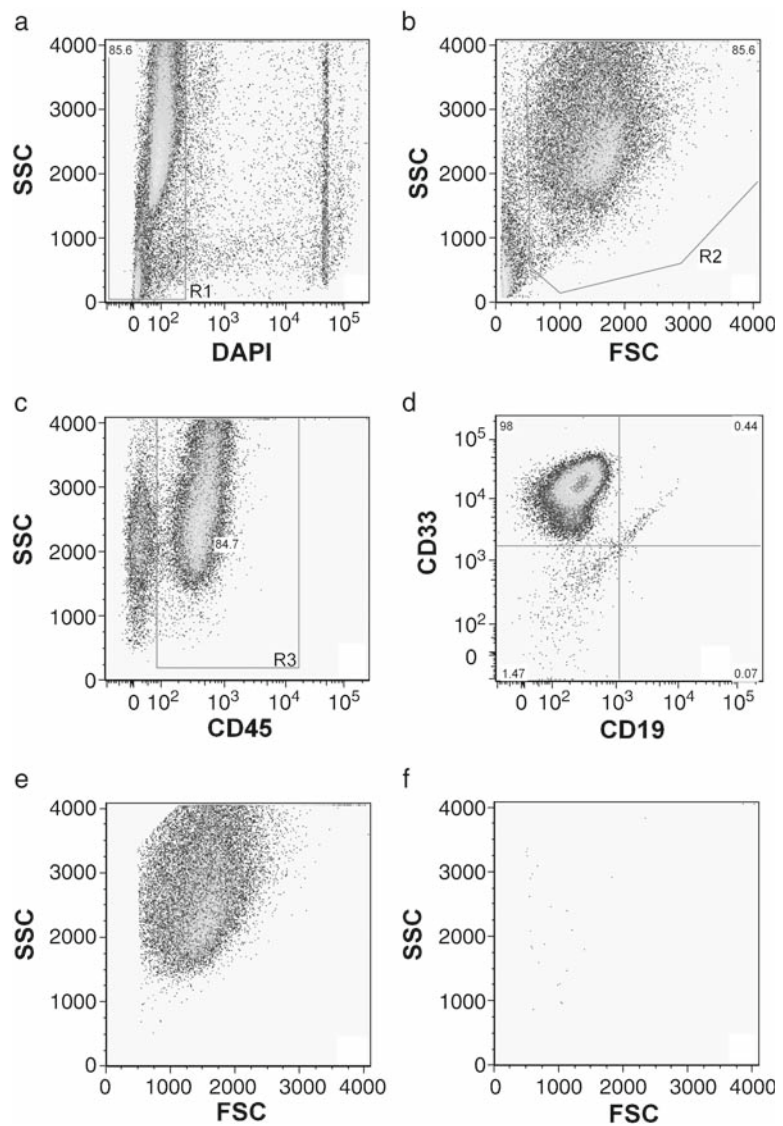 a
85.6
4000
3000
2000
1000
0
SSC
R1
0 10² 10³ 10⁴ 10⁵
DAPI
b
85.6
4000
3000
2000
1000
0
SSC
R2
1000 2000 3000 4000
FSC
c
4000
3000
2000
1000
0
SSC
84.7
R3
0 10² 10³ 10⁴ 10⁵
CD45
d
98 0.44
10⁵
10⁴
10³
10²
0
CD33
1.47 0.07
0 10² 10³ 10⁴ 10⁵
CD19
e
4000
3000
2000
1000
0
SSC
0 1000 2000 3000 4000
FSC
f
4000
3000
2000
1000
0
SSC
0 1000 2000 3000 4000
FSC